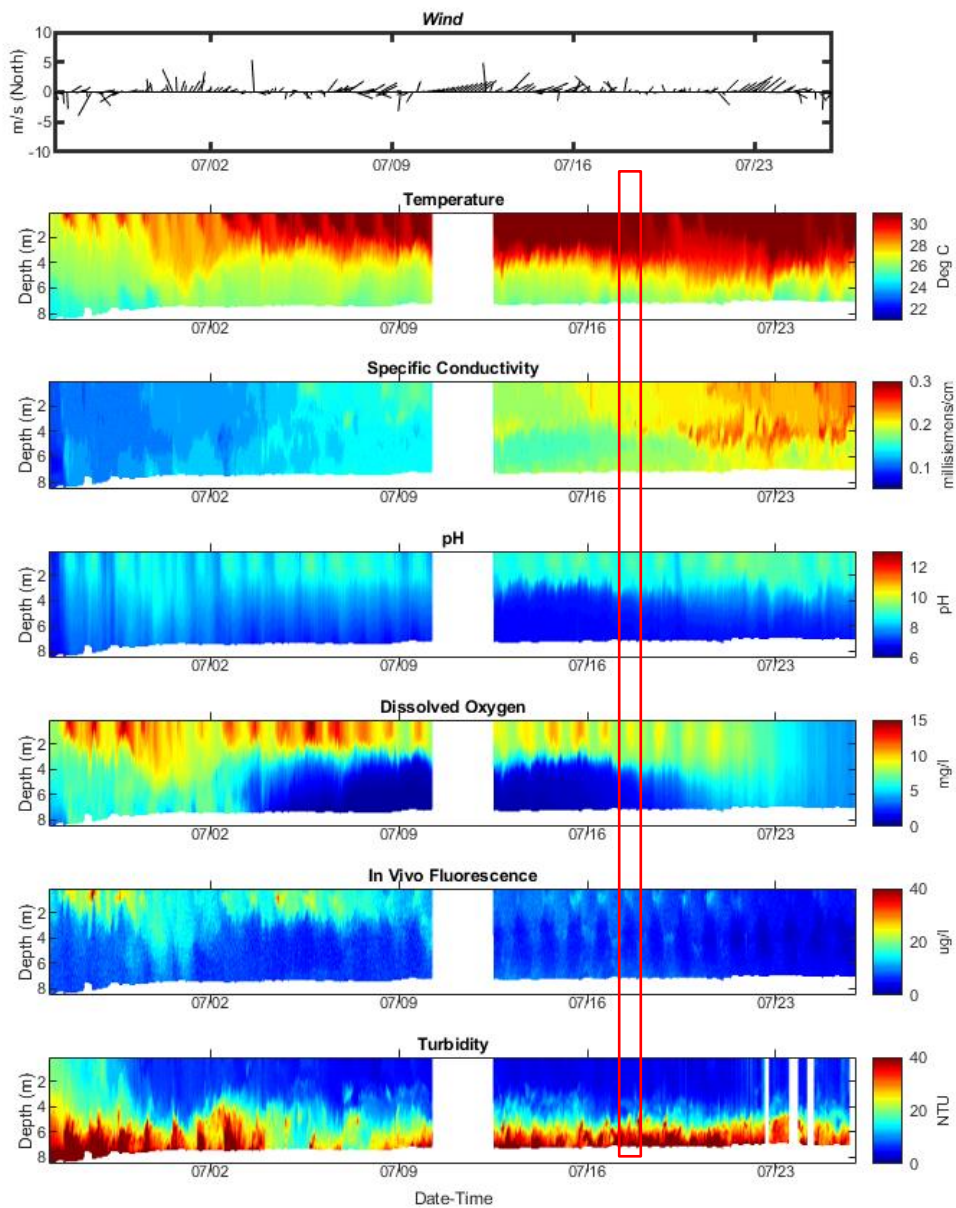 Wind
m/s (North)
10
5
0
-5
-10
07/02 07/09 07/16 07/23
Temperature
Depth (m)
2
4
6
8
07/02 07/09 07/16 07/23
30
28
26
24
22
Deg C
Specific Conductivity
Depth (m)
2
4
6
8
07/02 07/09 07/16 07/23
0.3
0.2
0.1
millisiemens/cm
pH
Depth (m)
2
4
6
8
07/02 07/09 07/16 07/23
12
10
8
6
pH
Dissolved Oxygen
Depth (m)
2
4
6
8
07/02 07/09 07/16 07/23
15
10
5
0
mg/l
In Vivo Fluorescence
Depth (m)
2
4
6
8
07/02 07/09 07/16 07/23
40
20
0
ug/l
Turbidity
Depth (m)
2
4
6
8
07/02 07/09 07/16 07/23
40
20
0
NTU
Date-Time